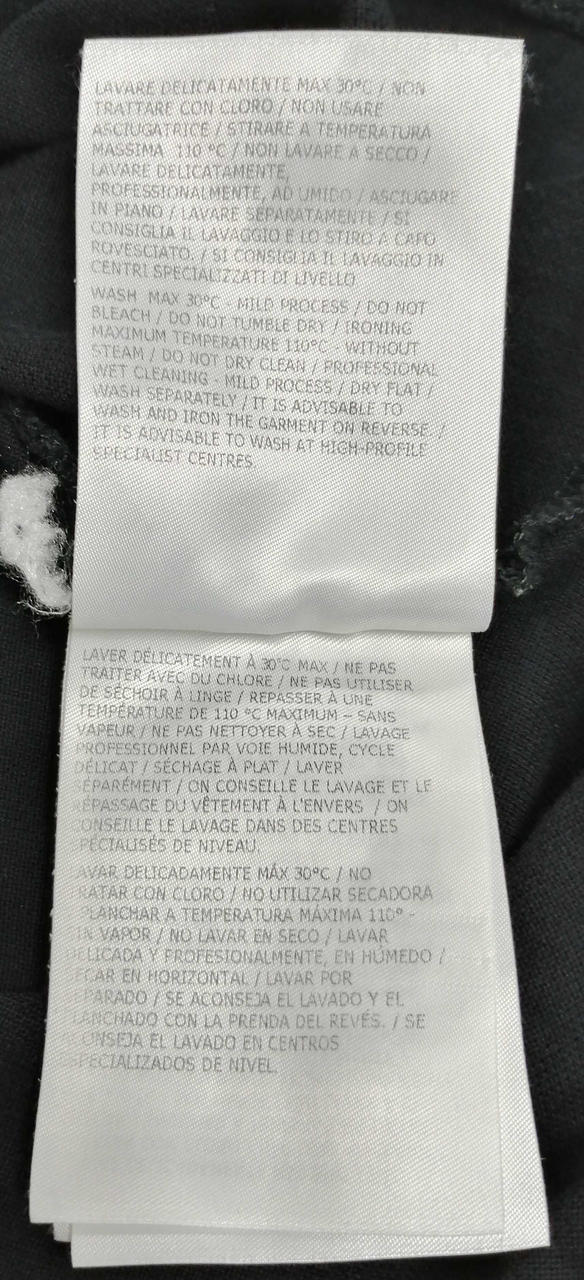 LAVARE DELICATAMENTE MAX 30°C / NON
TRATTARE CON CLORO / NON USARE
ASCIUGATRICE / STIRARE A TEMPERATURA
MASSIMA 110 °C / NON LAVARE A SECCO /
LAVARE DELICATAMENTE,
PROFESSIONALMENTE, AD UMIDO / ASCIUGARE
IN PIANO / LAVARE SEPARATAMENTE / SI
CONSIGLIA IL LAVAGGIO E LO STIRO A CAPO
ROVESCIATO. / SI CONSIGLIA IL LAVAGGIO IN
CENTRI SPECIALIZZATI DI LIVELLO
WASH MAX 30°C - MILD PROCESS / DO NOT
BLEACH / DO NOT TUMBLE DRY / IRONING
MAXIMUM TEMPERATURE 110°C - WITHOUT
STEAM / DO NOT DRY CLEAN / PROFESSIONAL
WET CLEANING - MILD PROCESS / DRY FLAT /
WASH SEPARATELY / IT IS ADVISABLE TO
WASH AND IRON THE GARMENT ON REVERSE. /
IT IS ADVISABLE TO WASH AT HIGH-PROFILE
SPECIALIST CENTRES.
LAVER DÉLICATEMENT À 30°C MAX / NE PAS
TRAITER AVEC DU CHLORE / NE PAS UTILISER
DE SÉCHOIR À LINGE / REPASSER À UNE
TEMPÉRATURE DE 110 °C MAXIMUM – SANS
VAPEUR / NE PAS NETTOYER À SEC / LAVAGE
PROFESSIONNEL PAR VOIE HUMIDE, CYCLE
DÉLICAT / SÉCHAGE À PLAT / LAVER
SÉPARÉMENT / ON CONSEILLE LE LAVAGE ET LE
RÉPASSAGE DU VÊTEMENT À L'ENVERS / ON
CONSEILLE LE LAVAGE DANS DES CENTRES
SPÉCIALISÉS DE NIVEAU.
LAVAR DELICADAMENTE MÁX 30°C / NO
TRATAR CON CLORO / NO UTILIZAR SECADORA
/ PLANCHAR A TEMPERATURA MÁXIMA 110° -
SIN VAPOR / NO LAVAR EN SECO / LAVAR
DELICADA Y PROFESIONALMENTE, EN HÚMEDO /
SECAR EN HORIZONTAL / LAVAR POR
SEPARADO / SE ACONSEJA EL LAVADO Y EL
PLANCHADO CON LA PRENDA DEL REVÉS. / SE
ACONSEJA EL LAVADO EN CENTROS
ESPECIALIZADOS DE NIVEL.